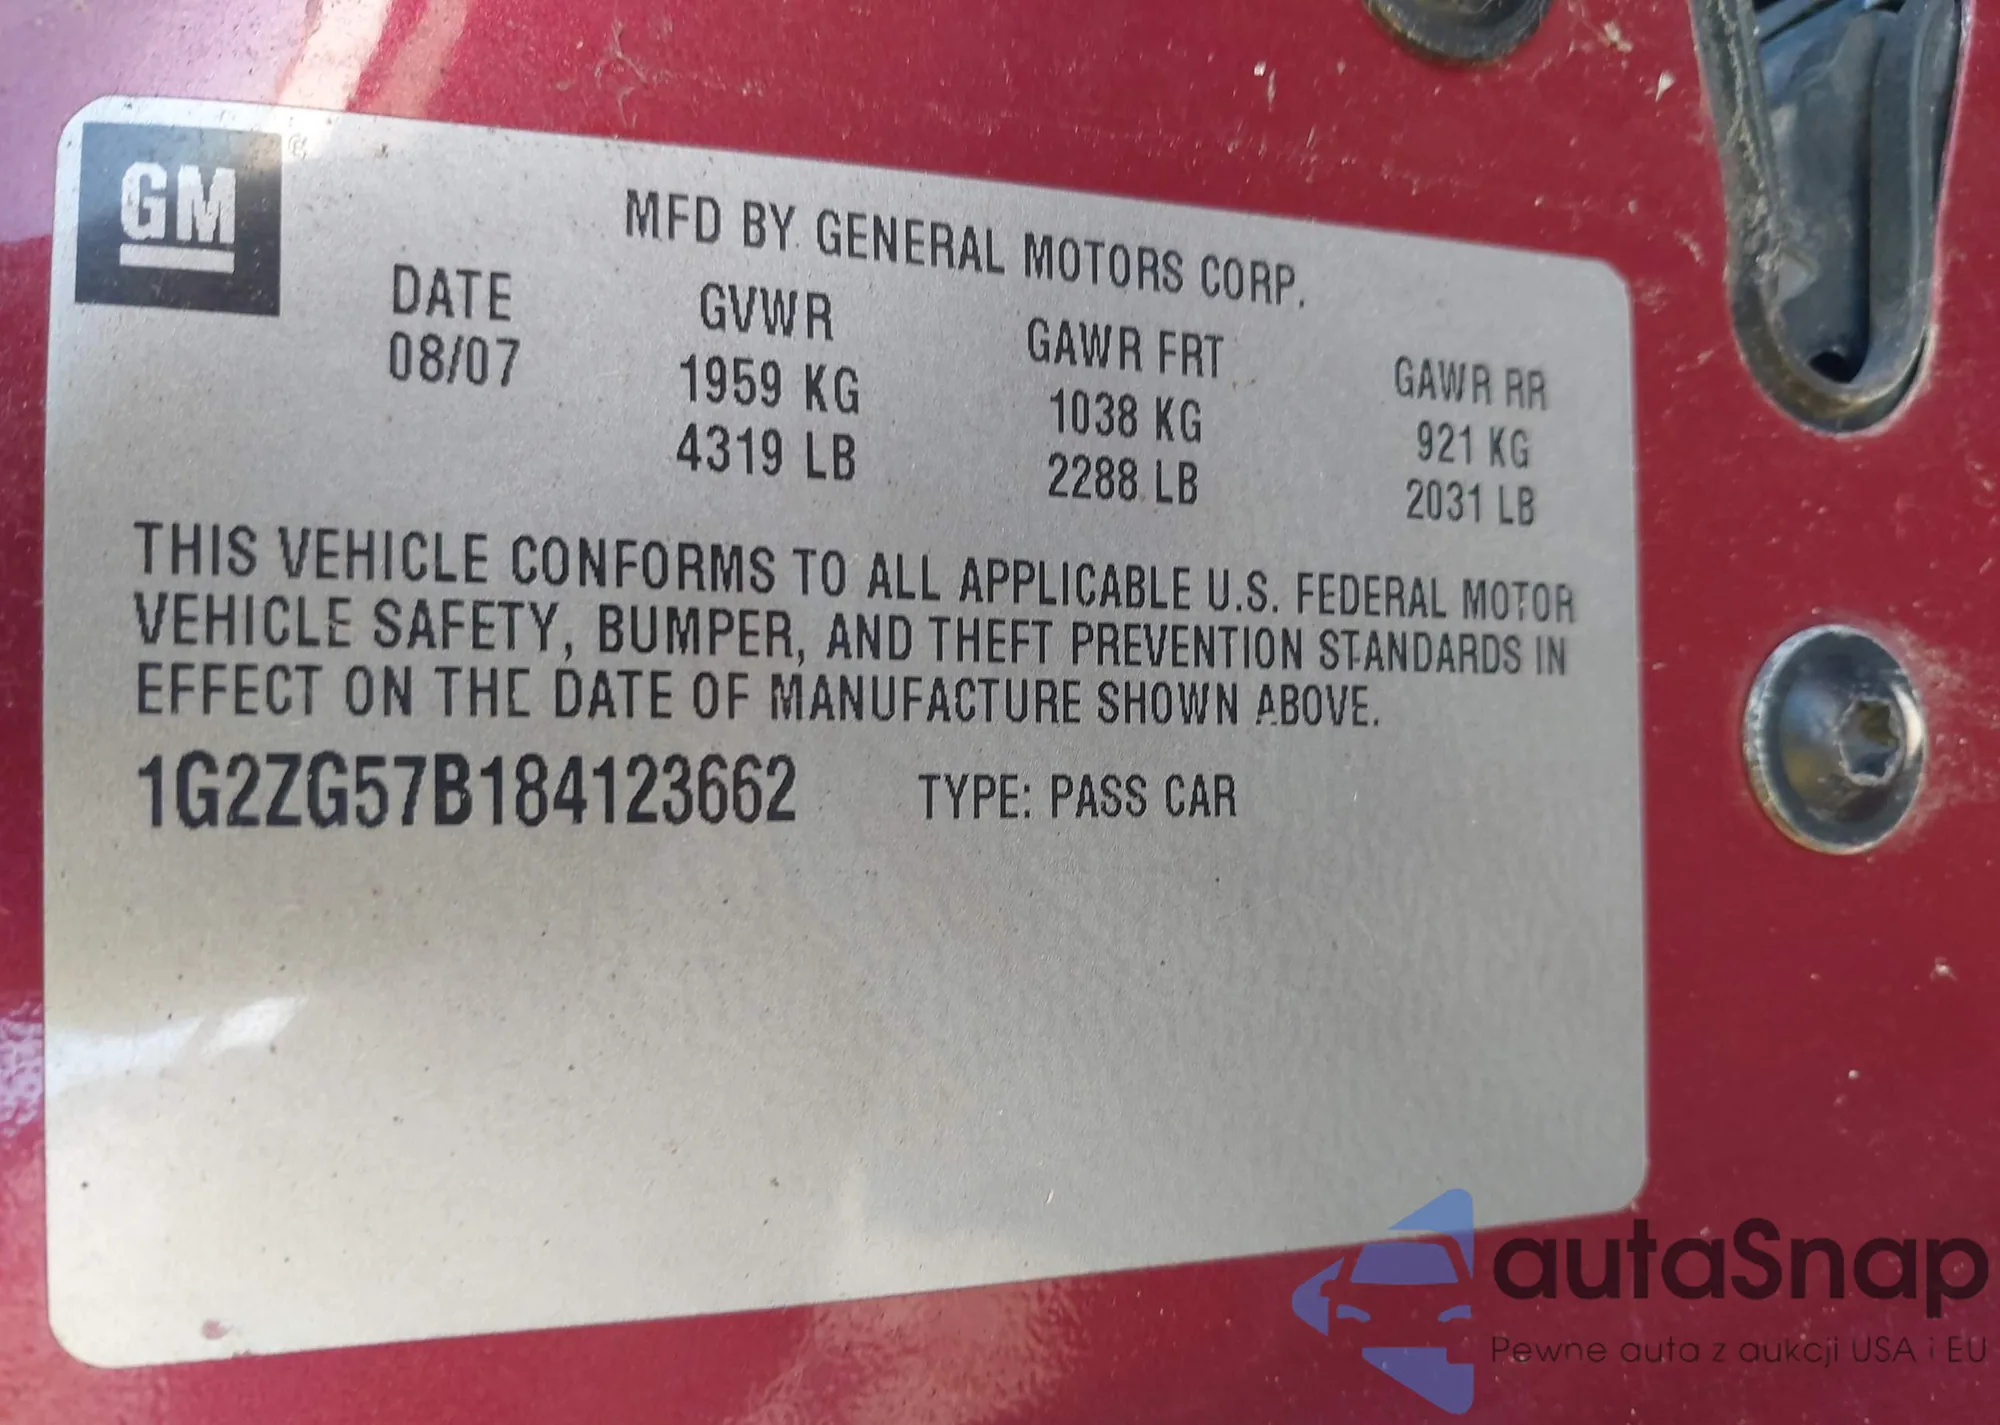 GM
MFD BY GENERAL MOTORS CORP.
DATE GVWR GAWR FRT GAWR RR
08/07 1959 KG 1038 KG 921 KG
4319 LB 2288 LB 2031 LB
THIS VEHICLE CONFORMS TO ALL APPLICABLE U.S. FEDERAL MOTOR
VEHICLE SAFETY, BUMPER, AND THEFT PREVENTION STANDARDS IN
EFFECT ON THE DATE OF MANUFACTURE SHOWN ABOVE.
1G2ZG57B184123662 TYPE: PASS CAR
autaSnap
Pewne auta z aukcji USA i EU